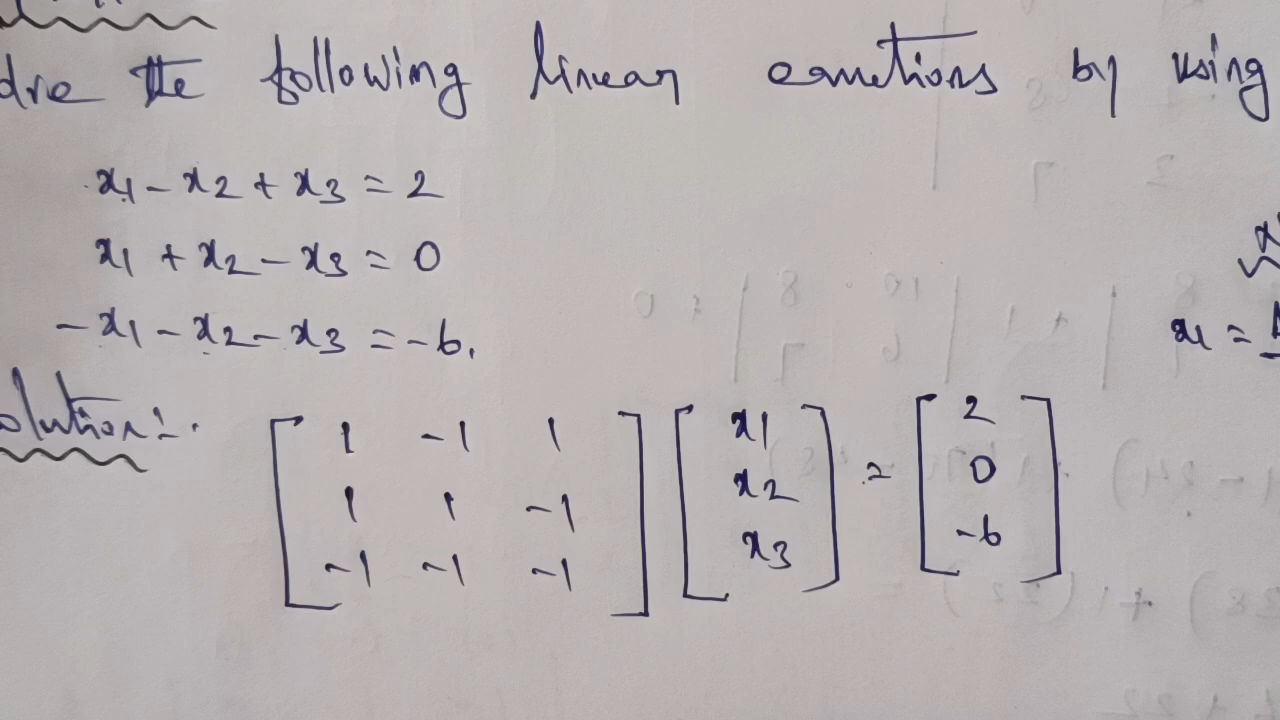 the following linear equations by using
x1 - x2 + x3 = 2
x1 + x2 - x3 = 0
-x1 - x2 - x3 = -6.
olution:-
[ 1 -1 1 ] [ x1 ] = [ 2 ]
[ 1 1 -1 ] [ x2 ] [ 0 ]
[ -1 -1 -1 ] [ x3 ] [ -6 ]
x1 =